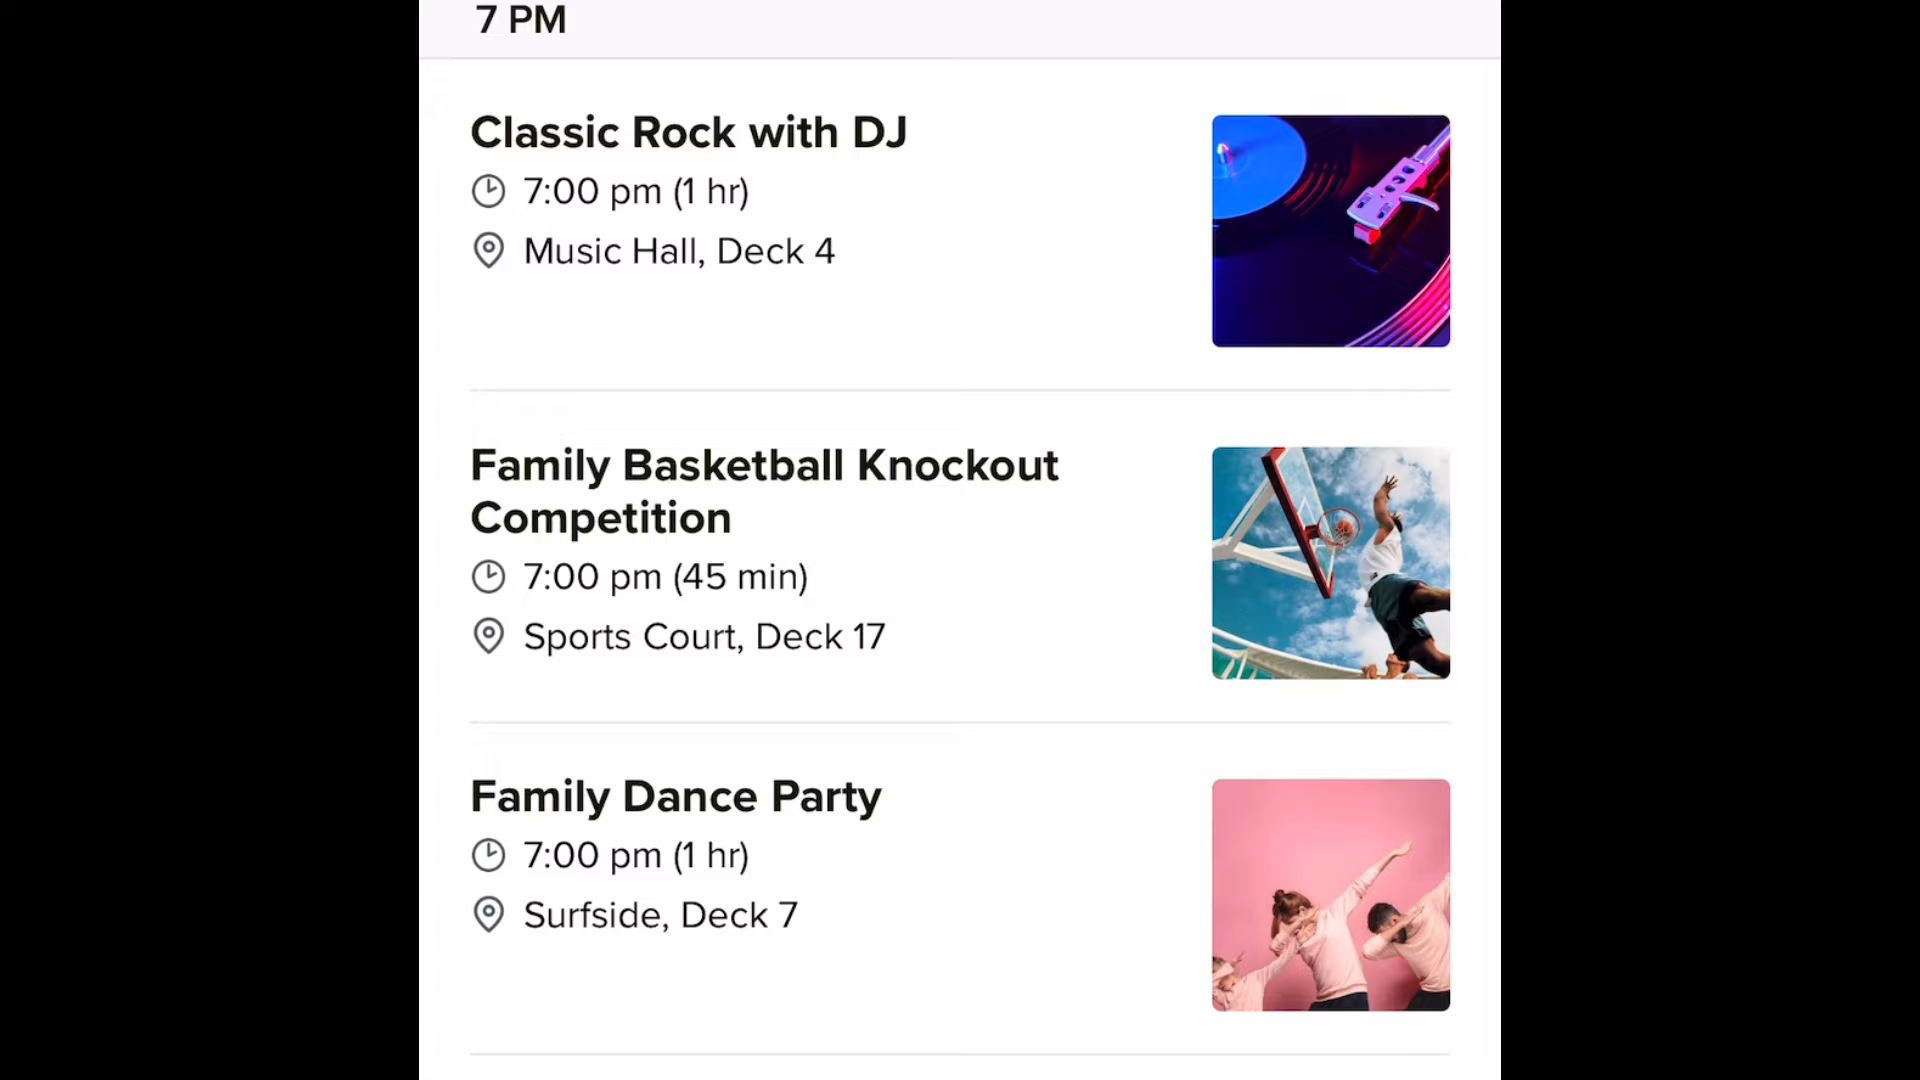 7 PM
Classic Rock with DJ
7:00 pm (1 hr)
Music Hall, Deck 4
Family Basketball Knockout
Competition
7:00 pm (45 min)
Sports Court, Deck 17
Family Dance Party
7:00 pm (1 hr)
Surfside, Deck 7